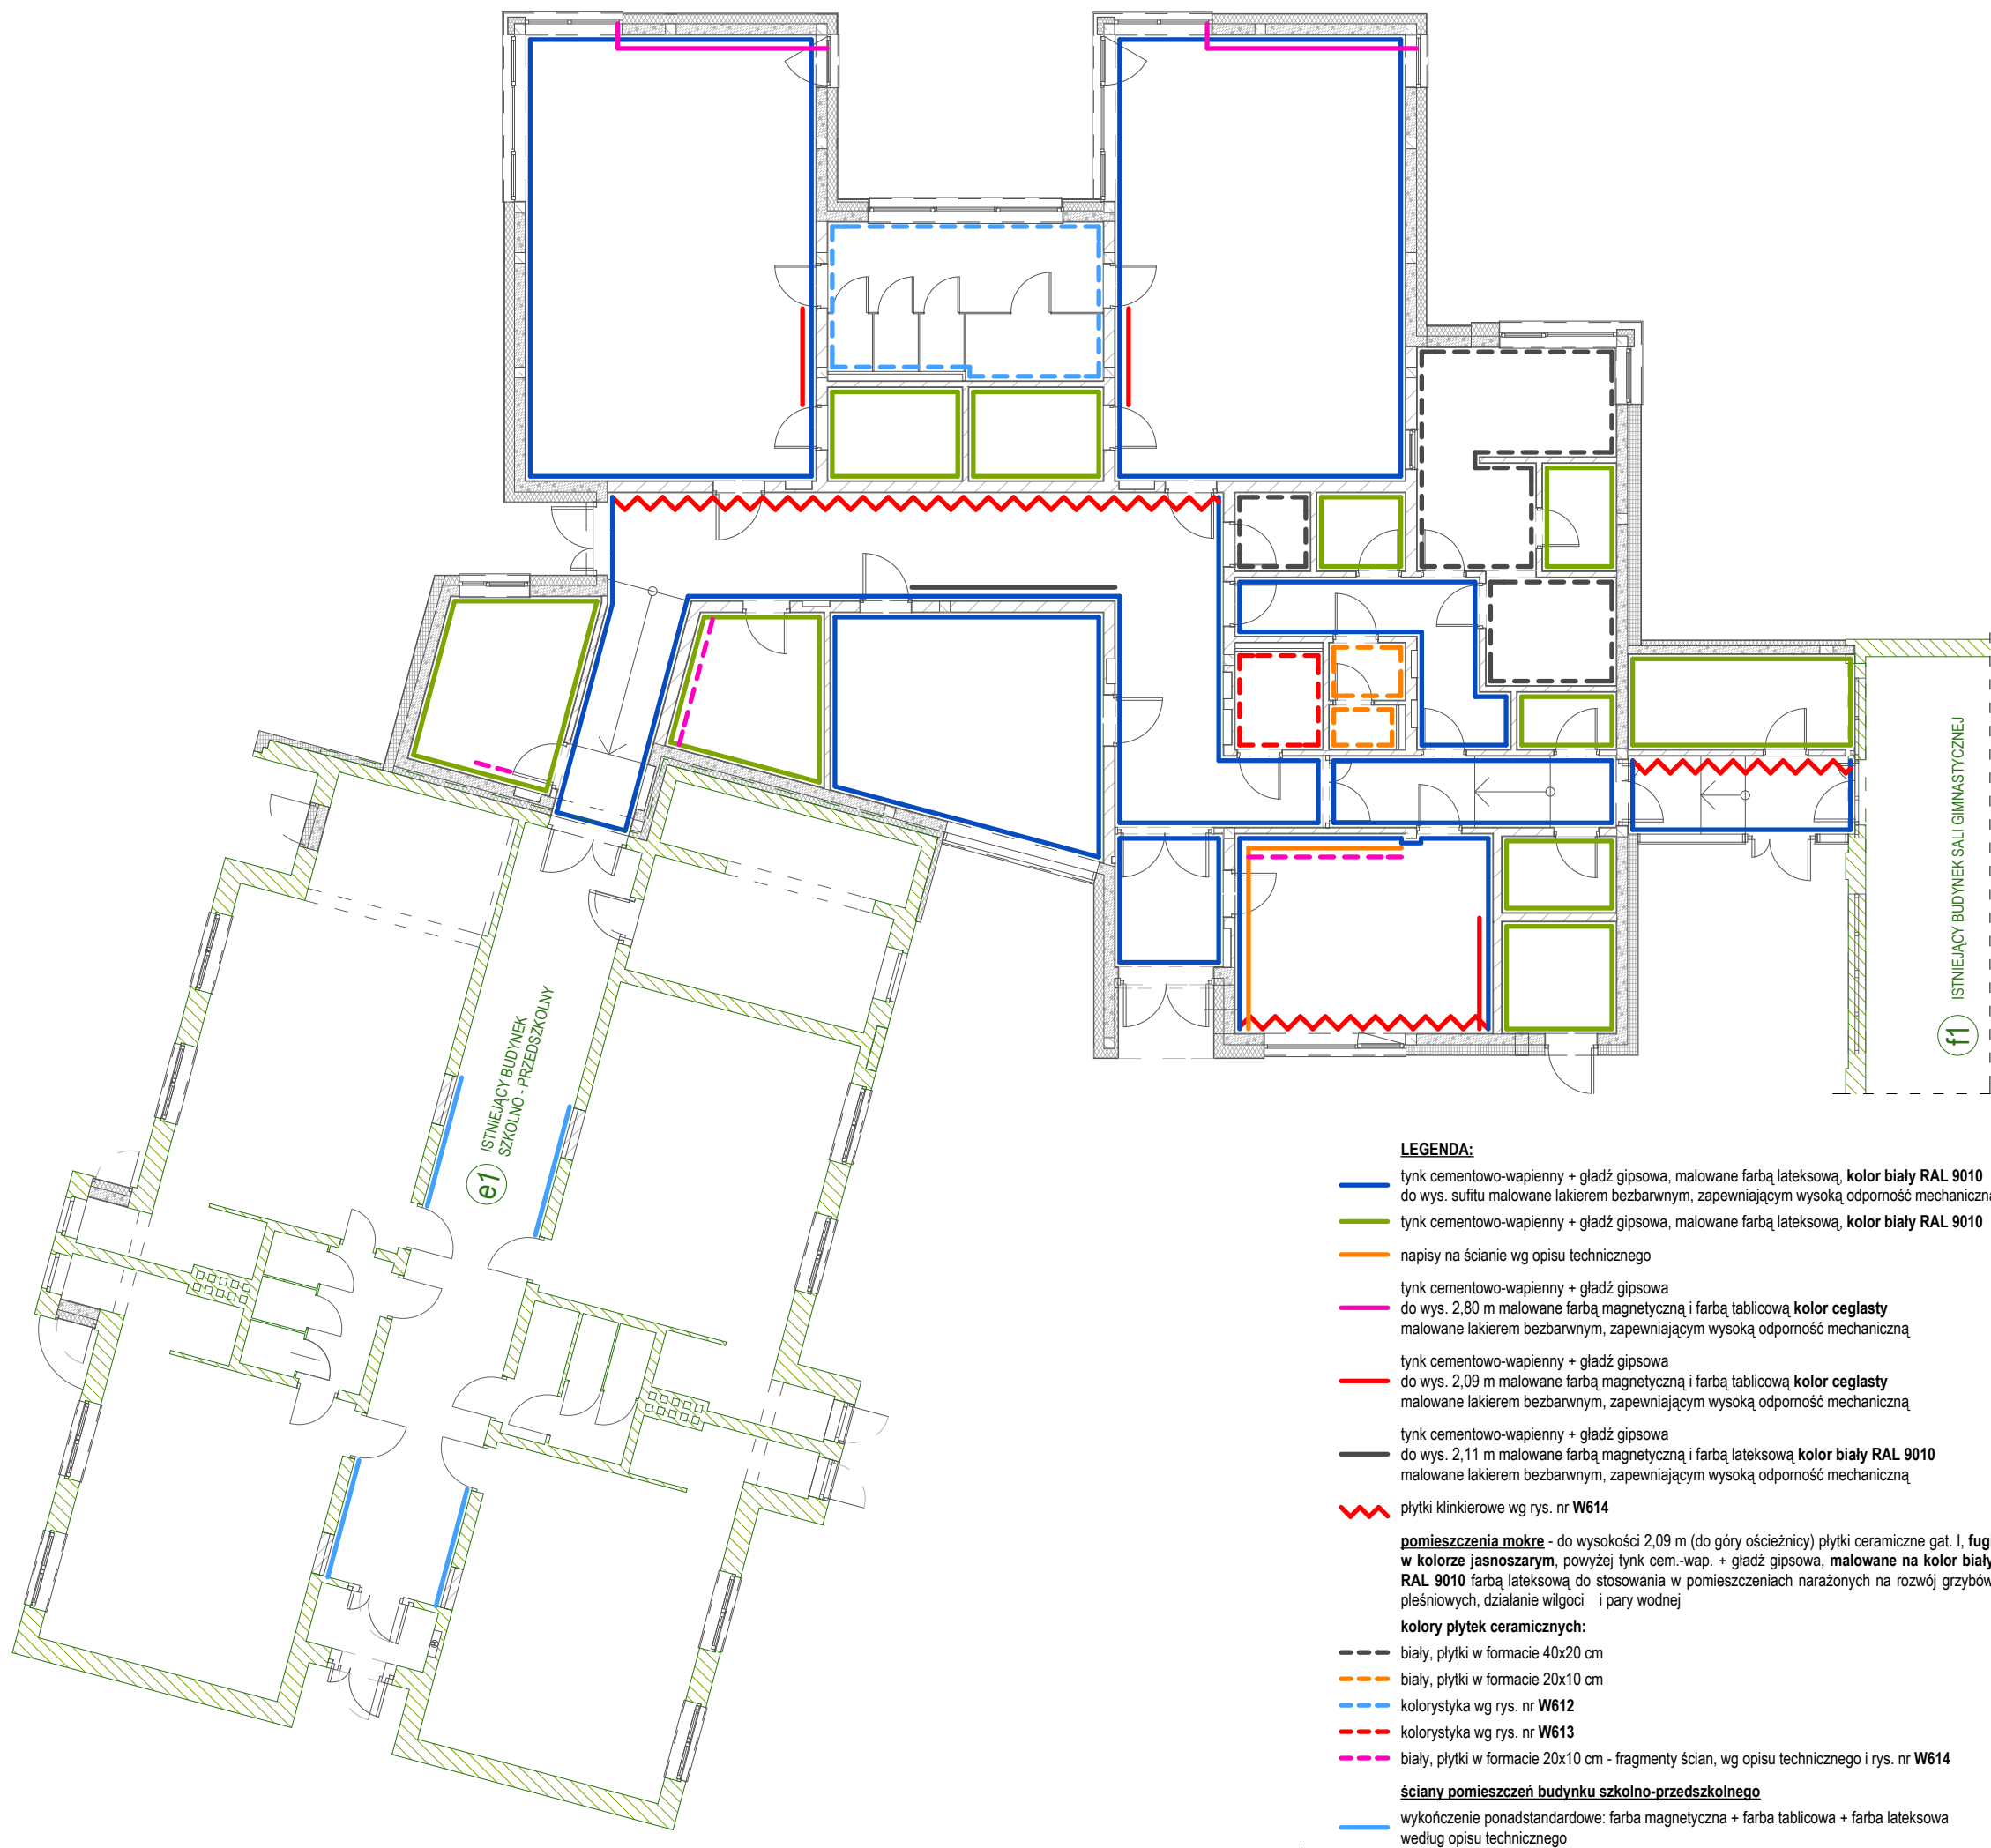 f1
ISTNIEJĄCY BUDYNEK SALI GIMNASTYCZNEJ
e1
ISTNIEJĄCY BUDYNEK
SZKOLNO - PRZEDSZKOLNY
LEGENDA:
tynk cementowo-wapienny + gładź gipsowa, malowane farbą lateksową, kolor biały RAL 9010
do wys. sufitu malowane lakierem bezbarwnym, zapewniającym wysoką odporność mechaniczną
tynk cementowo-wapienny + gładź gipsowa, malowane farbą lateksową, kolor biały RAL 9010
napisy na ścianie wg opisu technicznego
tynk cementowo-wapienny + gładź gipsowa
do wys. 2,80 m malowane farbą magnetyczną i farbą tablicową kolor ceglasty
malowane lakierem bezbarwnym, zapewniającym wysoką odporność mechaniczną
tynk cementowo-wapienny + gładź gipsowa
do wys. 2,09 m malowane farbą magnetyczną i farbą tablicową kolor ceglasty
malowane lakierem bezbarwnym, zapewniającym wysoką odporność mechaniczną
tynk cementowo-wapienny + gładź gipsowa
do wys. 2,11 m malowane farbą magnetyczną i farbą lateksową kolor biały RAL 9010
malowane lakierem bezbarwnym, zapewniającym wysoką odporność mechaniczną
płytki klinkierowe wg rys. nr W614
pomieszczenia mokre - do wysokości 2,09 m (do góry ościeżnicy) płytki ceramiczne gat. I, fugi
w kolorze jasnoszarym, powyżej tynk cem.-wap. + gładź gipsowa, malowane na kolor biały
RAL 9010 farbą lateksową do stosowania w pomieszczeniach narażonych na rozwój grzybów
pleśniowych, działanie wilgoci i pary wodnej
kolory płytek ceramicznych:
biały, płytki w formacie 40x20 cm
biały, płytki w formacie 20x10 cm
kolorystyka wg rys. nr W612
kolorystyka wg rys. nr W613
biały, płytki w formacie 20x10 cm - fragmenty ścian, wg opisu technicznego i rys. nr W614
ściany pomieszczeń budynku szkolno-przedszkolnego
wykończenie ponadstandardowe: farba magnetyczna + farba tablicowa + farba lateksowa
według opisu technicznego